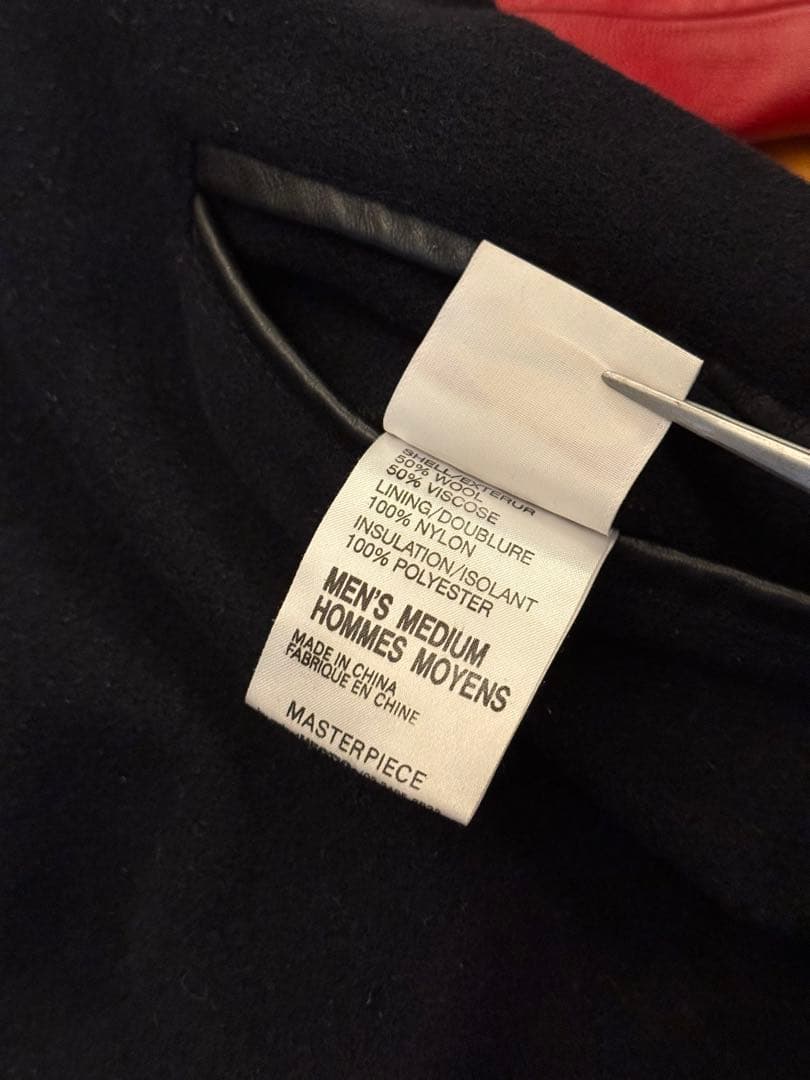 SHELL/EXTERUR
50% WOOL
50% VISCOSE
LINING/DOUBLURE
100% NYLON
INSULATION/ISOLANT
100% POLYESTER
MEN'S MEDIUM
HOMMES MOYENS
MADE IN CHINA
FABRIQUE EN CHINE
MASTERPIECE